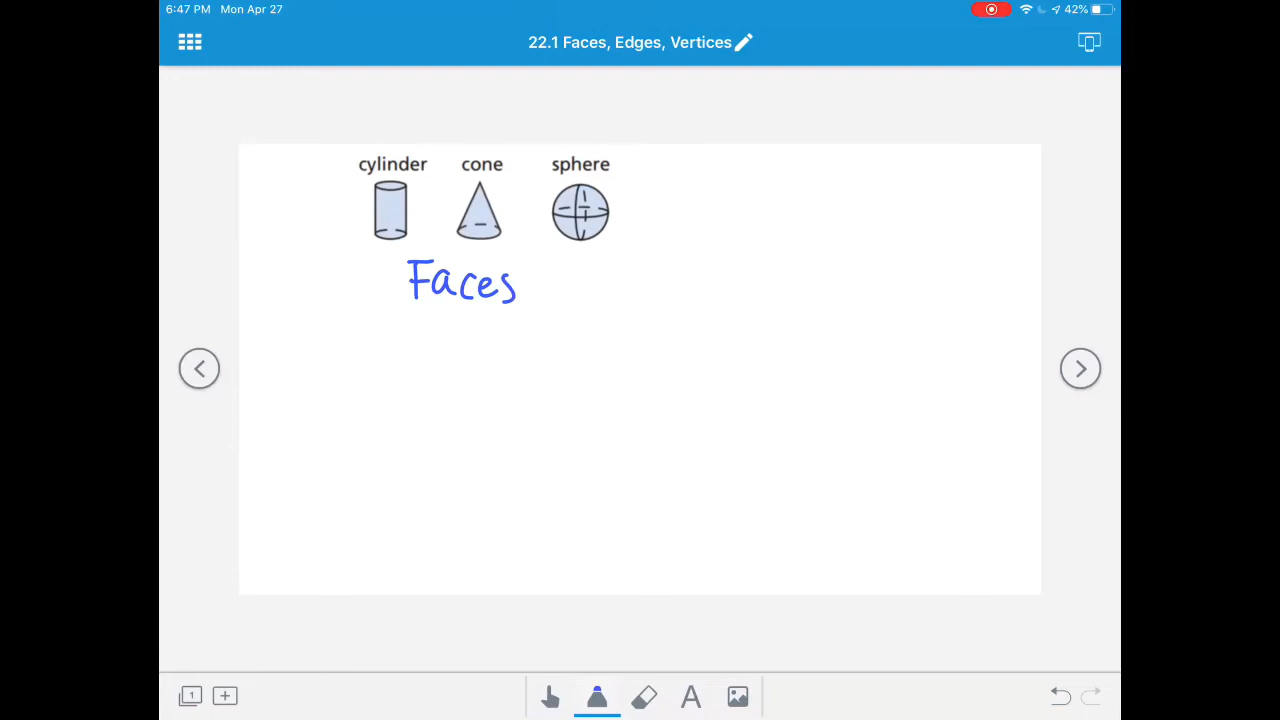 6:47 PM Mon Apr 27 42%
22.1 Faces, Edges, Vertices
cylinder cone sphere
Faces
1 A